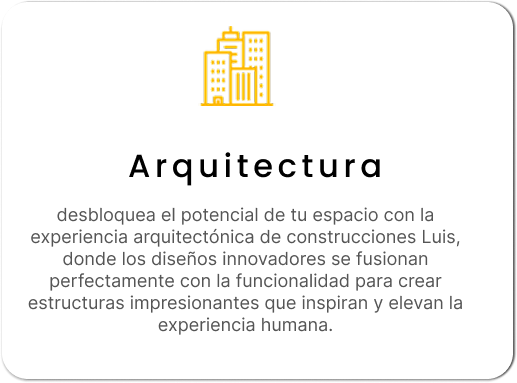 Arquitectura
desbloquea el potencial de tu espacio con la
experiencia arquitectónica de construcciones Luis,
donde los diseños innovadores se fusionan
perfectamente con la funcionalidad para crear
estructuras impresionantes que inspiran y elevan la
experiencia humana.